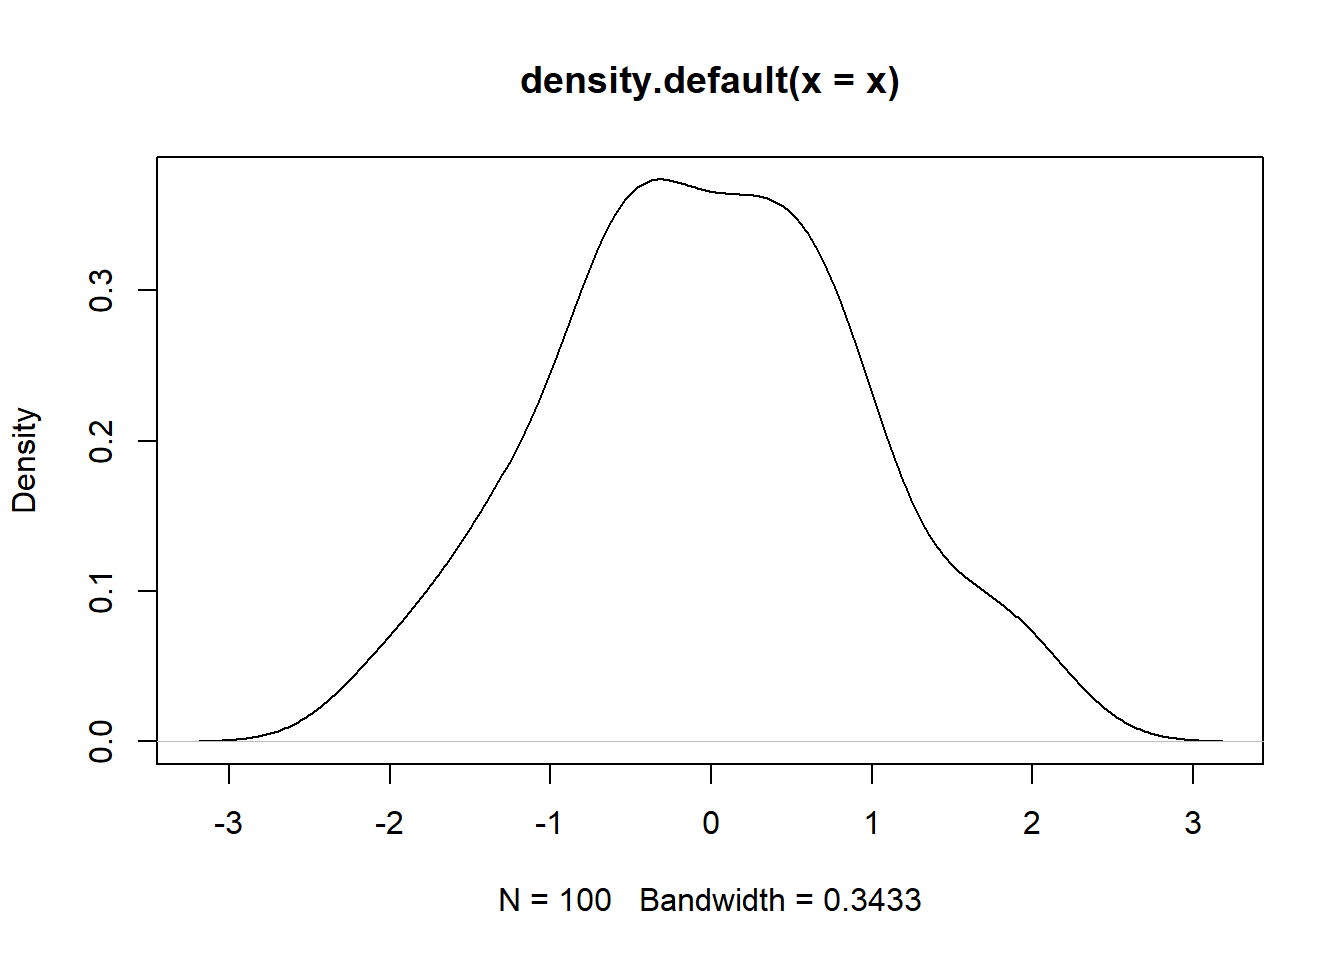 density.default(x = x)
Density
0.3
0.2
0.1
0.0
-3 -2 -1 0 1 2 3
N = 100 Bandwidth = 0.3433